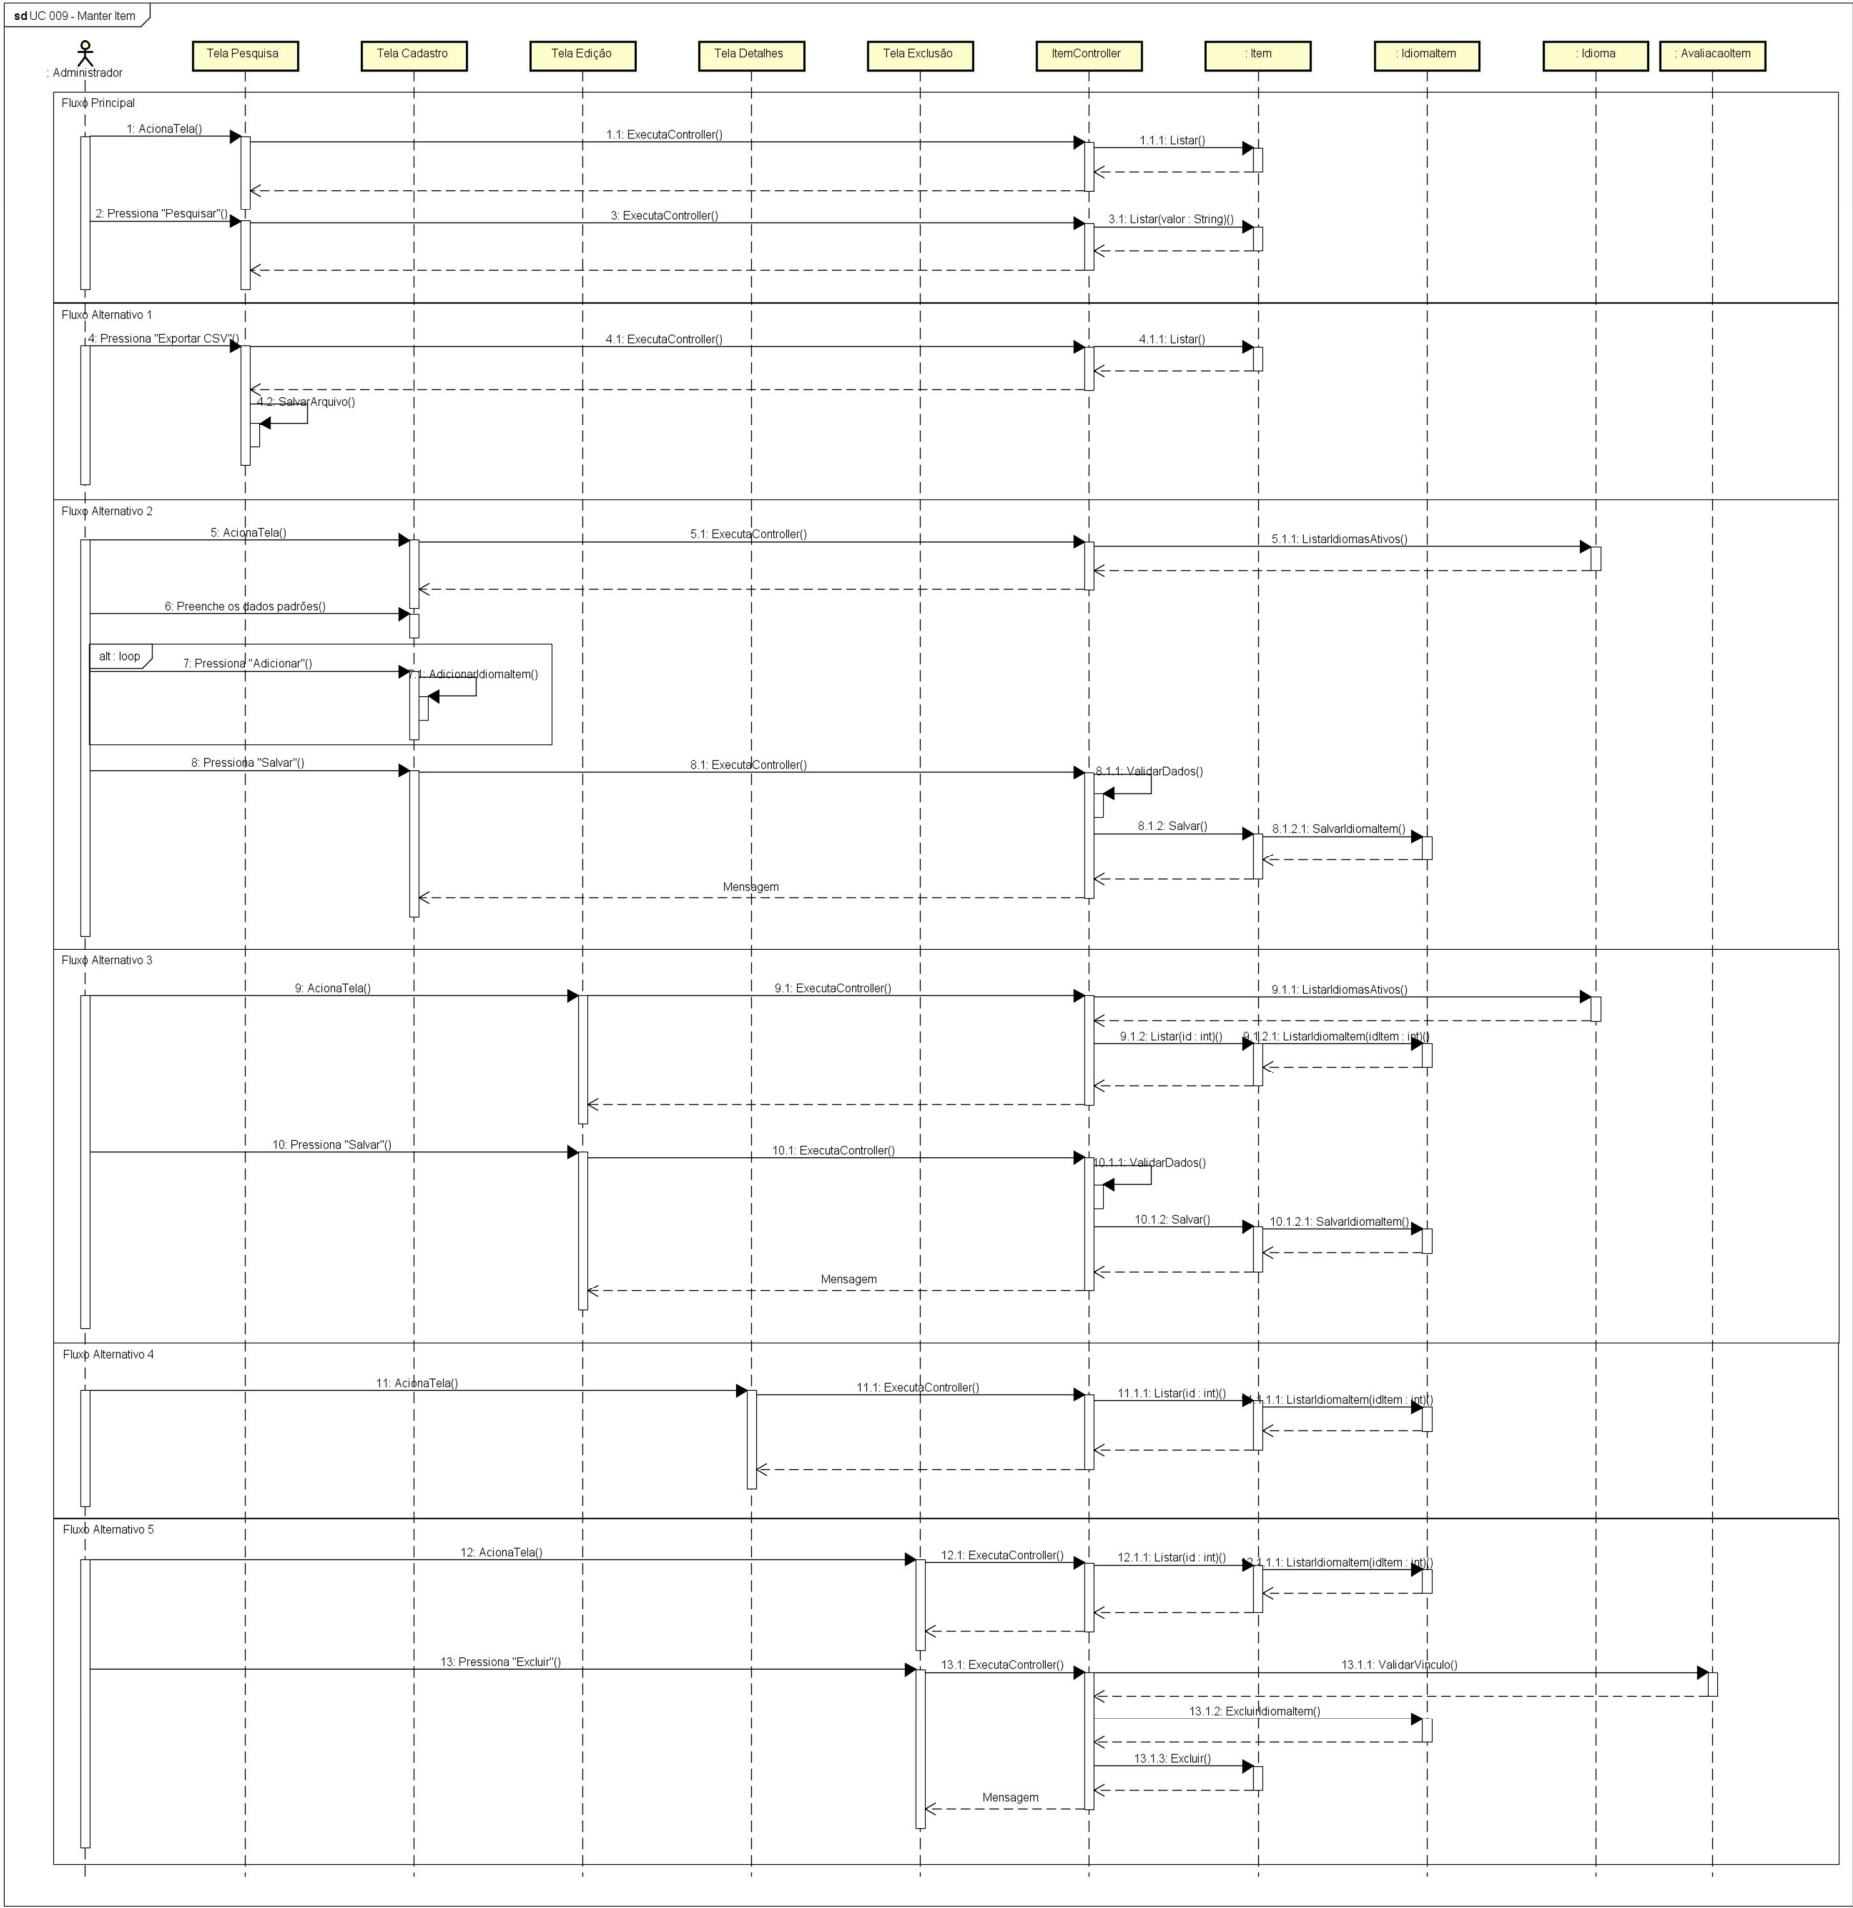 sd UC 009 - Manter Item
: Administrador
Tela Pesquisa
Tela Cadastro
Tela Edição
Tela Detalhes
Tela Exclusão
ItemController
: Item
: IdiomaItem
: Idioma
: AvaliacaoItem
Fluxo Principal
1: AcionaTela()
1.1: ExecutaController()
1.1.1: Listar()
2: Pressiona "Pesquisar"()
3: ExecutaController()
3.1: Listar(valor : String)()
Fluxo Alternativo 1
4: Pressiona "Exportar CSV"()
4.1: ExecutaController()
4.1.1: Listar()
4.2: SalvarArquivo()
Fluxo Alternativo 2
5: AcionaTela()
5.1: ExecutaController()
5.1.1: ListarIdiomasAtivos()
6: Preenche os dados padrões()
alt : loop
7: Pressiona "Adicionar"()
7.1: AdicionarIdiomaItem()
8: Pressiona "Salvar"()
8.1: ExecutaController()
8.1.1: ValidarDados()
8.1.2: Salvar()
8.1.2.1: SalvarIdiomaItem()
Mensagem
Fluxo Alternativo 3
9: AcionaTela()
9.1: ExecutaController()
9.1.1: ListarIdiomasAtivos()
9.1.2: Listar(id : int)()
9.1.2.1: ListarIdiomaItem(idItem : int)()
10: Pressiona "Salvar"()
10.1: ExecutaController()
10.1.1: ValidarDados()
10.1.2: Salvar()
10.1.2.1: SalvarIdiomaItem()
Mensagem
Fluxo Alternativo 4
11: AcionaTela()
11.1: ExecutaController()
11.1.1: Listar(id : int)()
11.1.1.1: ListarIdiomaItem(idItem : int)()
Fluxo Alternativo 5
12: AcionaTela()
12.1: ExecutaController()
12.1.1: Listar(id : int)()
12.1.1.1: ListarIdiomaItem(idItem : int)()
13: Pressiona "Excluir"()
13.1: ExecutaController()
13.1.1: ValidarVinculo()
13.1.2: ExcluirIdiomaItem()
13.1.3: Excluir()
Mensagem